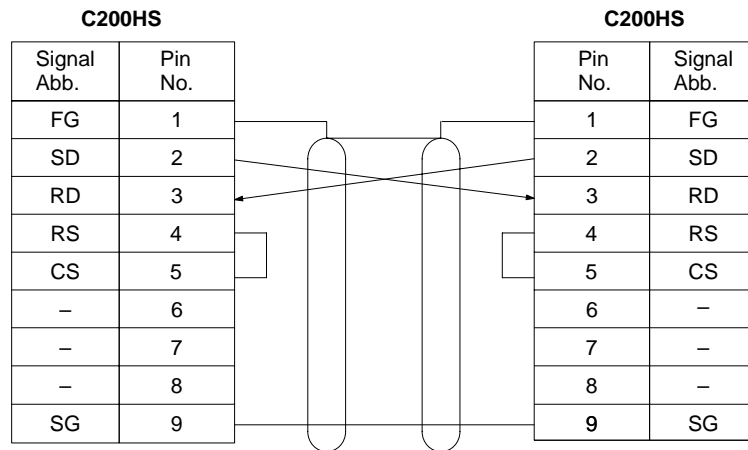 C200HS C200HS
Signal Abb. Pin No. Pin No. Signal Abb.
FG 1 1 FG
SD 2 2 SD
RD 3 3 RD
RS 4 4 RS
CS 5 5 CS
– 6 6 –
– 7 7 –
– 8 8 –
SG 9 9 SG